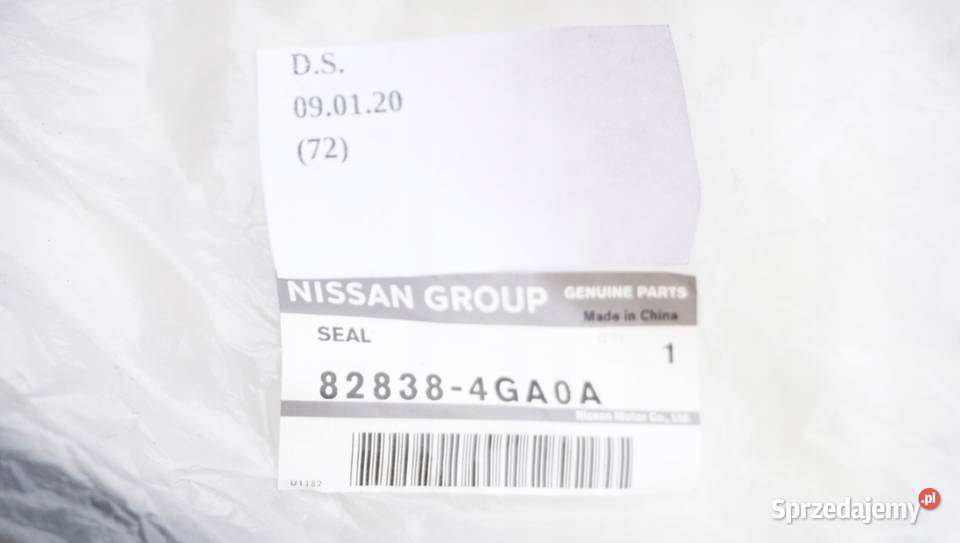 D.S.
09.01.20
(72)
NISSAN GROUP GENUINE PARTS
Made in China
SEAL
1
82838-4GA0A
Nissan Motor Co., Ltd.
U1182
Sprzedajemy.pl